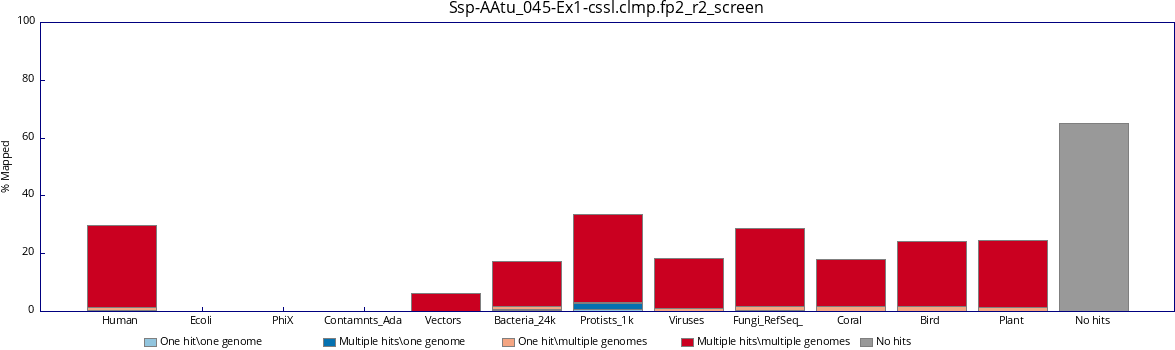 Ssp-AAtu_045-Ex1-cssl.clmp.fp2_r2_screen
100
80
60
40
20
0
% Mapped
Human Ecoli PhiX Contamnts_Ada Vectors Bacteria_24k Protists_1k Viruses Fungi_RefSeq_ Coral Bird Plant No hits
One hit\one genome Multiple hits\one genome One hit\multiple genomes Multiple hits\multiple genomes No hits